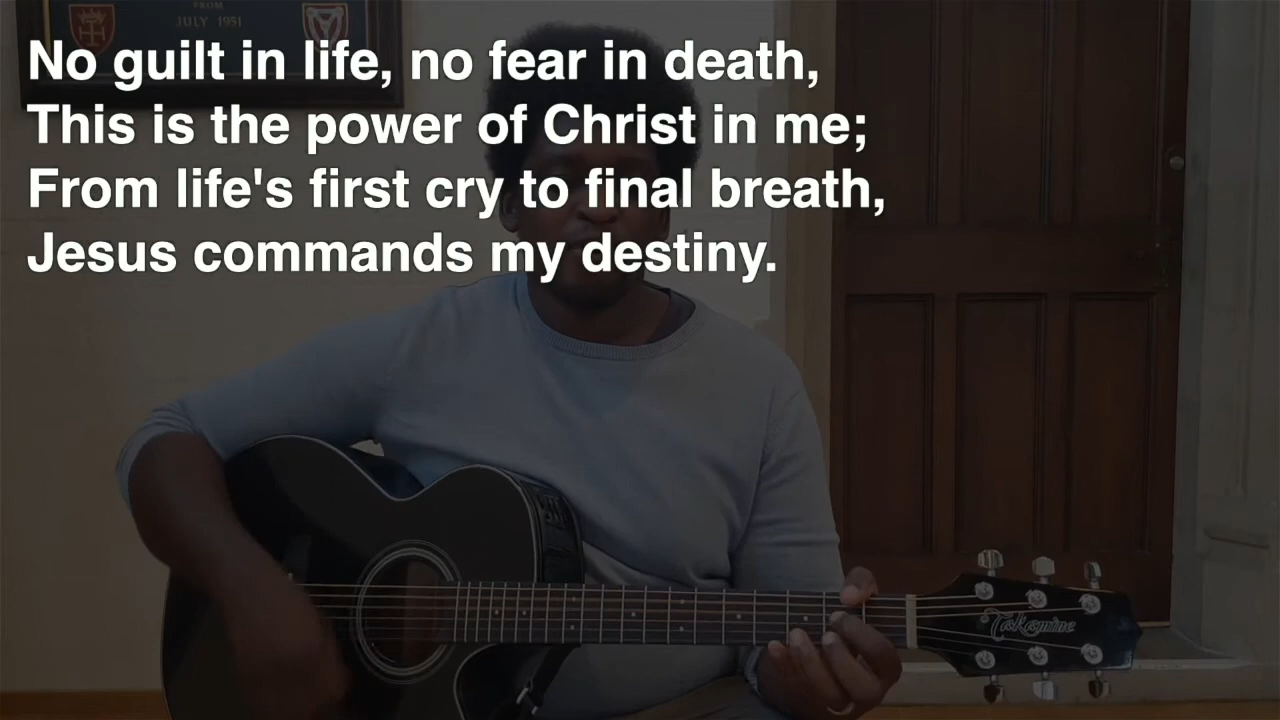 FROM
JULY 1951
No guilt in life, no fear in death,
This is the power of Christ in me;
From life's first cry to final breath,
Jesus commands my destiny.
Takamine